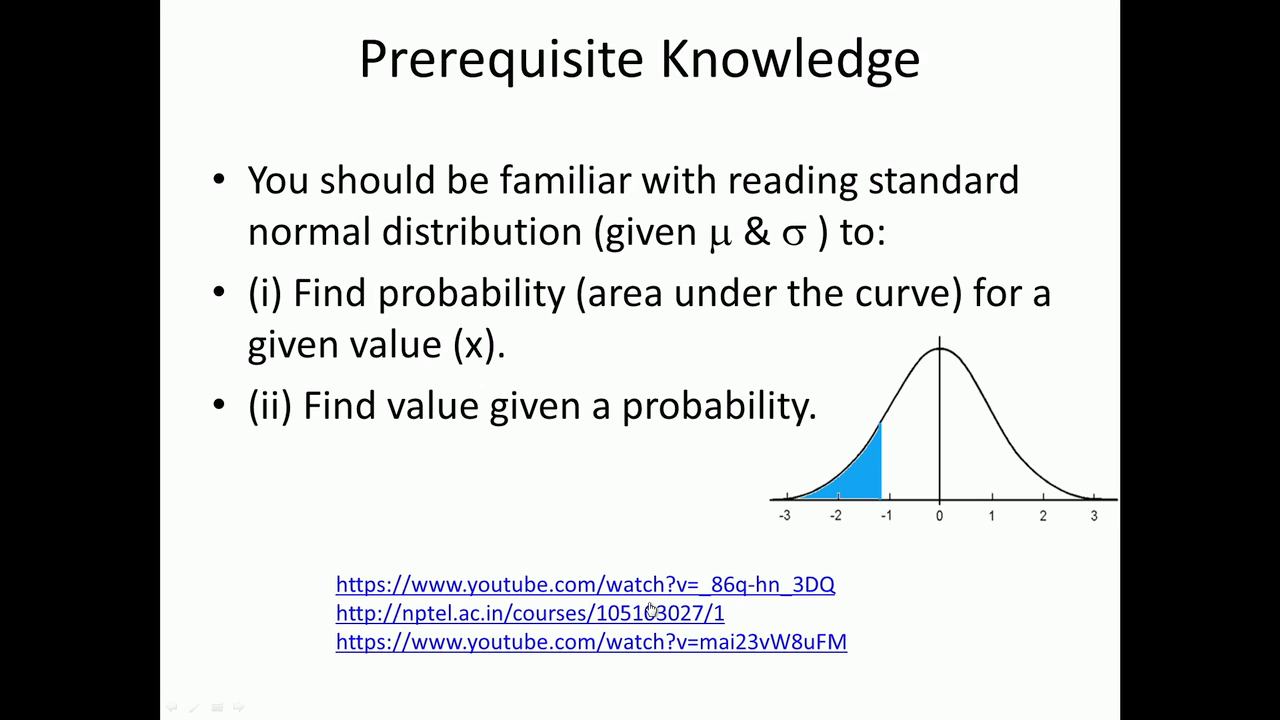 Prerequisite Knowledge
• You should be familiar with reading standard
normal distribution (given μ & σ ) to:
• (i) Find probability (area under the curve) for a
given value (x).
• (ii) Find value given a probability.
-3 -2 -1 0 1 2 3
https://www.youtube.com/watch?v=_86q-hn_3DQ
http://nptel.ac.in/courses/105103027/1
https://www.youtube.com/watch?v=mai23vW8uFM